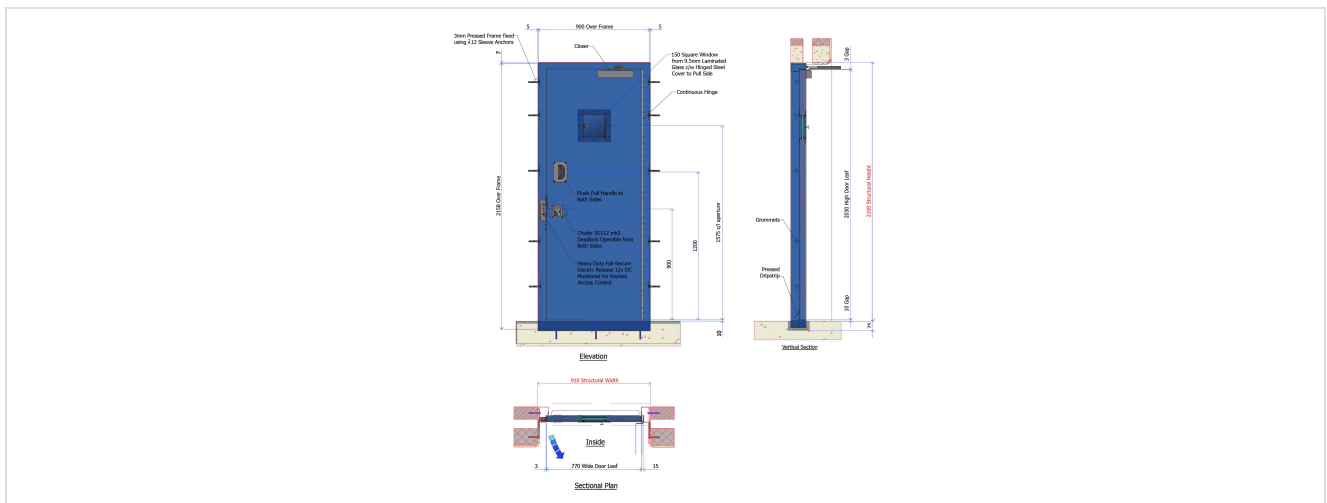 5
900 Over Frame
5
3mm Pressed Frame fixed
using
M12 Sleeve Anchors
7
Closer
150 Square Window
from 9.5mm Laminated
Glass c/w Hinged Steel
Cover to Pull Side
Continuous Hinge
2158 Over Frame
Flush Pull Handle to
Both Sides
Chubb 3G112 mk3
Deadlock Operable from
Both Sides
Heavy Duty Fail-Secure
Electric Release 12v DC
Monitored for Keyless
Access Control
900
1200
1575 c/l aperture
10
Elevation
3 Gap
2030 High Door Leaf
2100 Structural Height
Grommets
Pressed
Dripstrip
10 Gap
25
Vertical Section
910 Structural Width
Inside
3
770 Wide Door Leaf
15
Sectional Plan